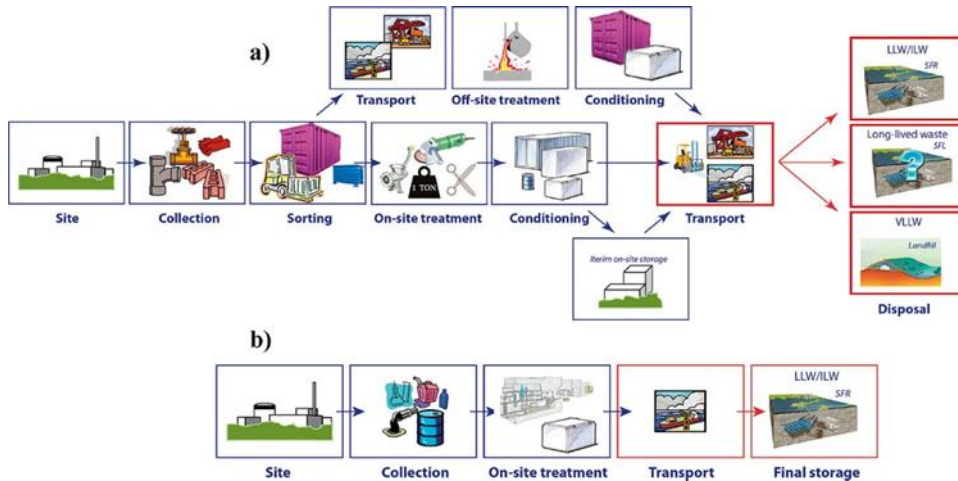 a)
Transport
Off-site treatment
Conditioning
Site
Collection
Sorting
1 TON
On-site treatment
Conditioning
Transport
Iterim on-site storage
LLW/ILW
SFR
Long-lived waste
SFL
?
VLLW
Landfill
Disposal
b)
Site
Collection
On-site treatment
Transport
LLW/ILW
SFR
Final storage